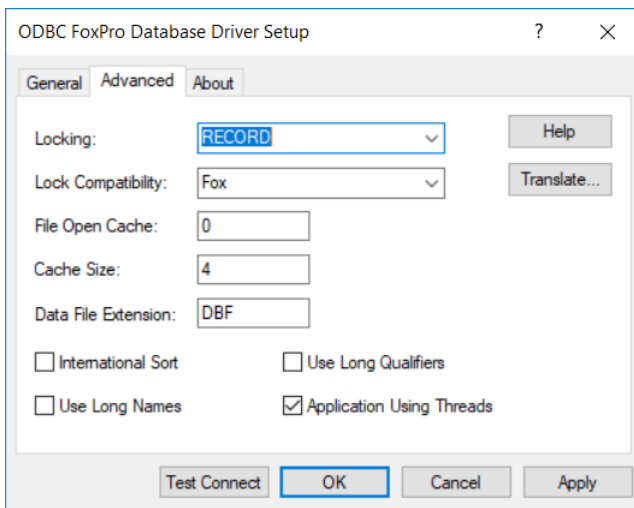 ODBC FoxPro Database Driver Setup ?
General Advanced About
Locking: RECORD Help
Lock Compatibility: Fox Translate...
File Open Cache: 0
Cache Size: 4
Data File Extension: DBF
International Sort Use Long Qualifiers
Use Long Names Application Using Threads
Test Connect OK Cancel Apply